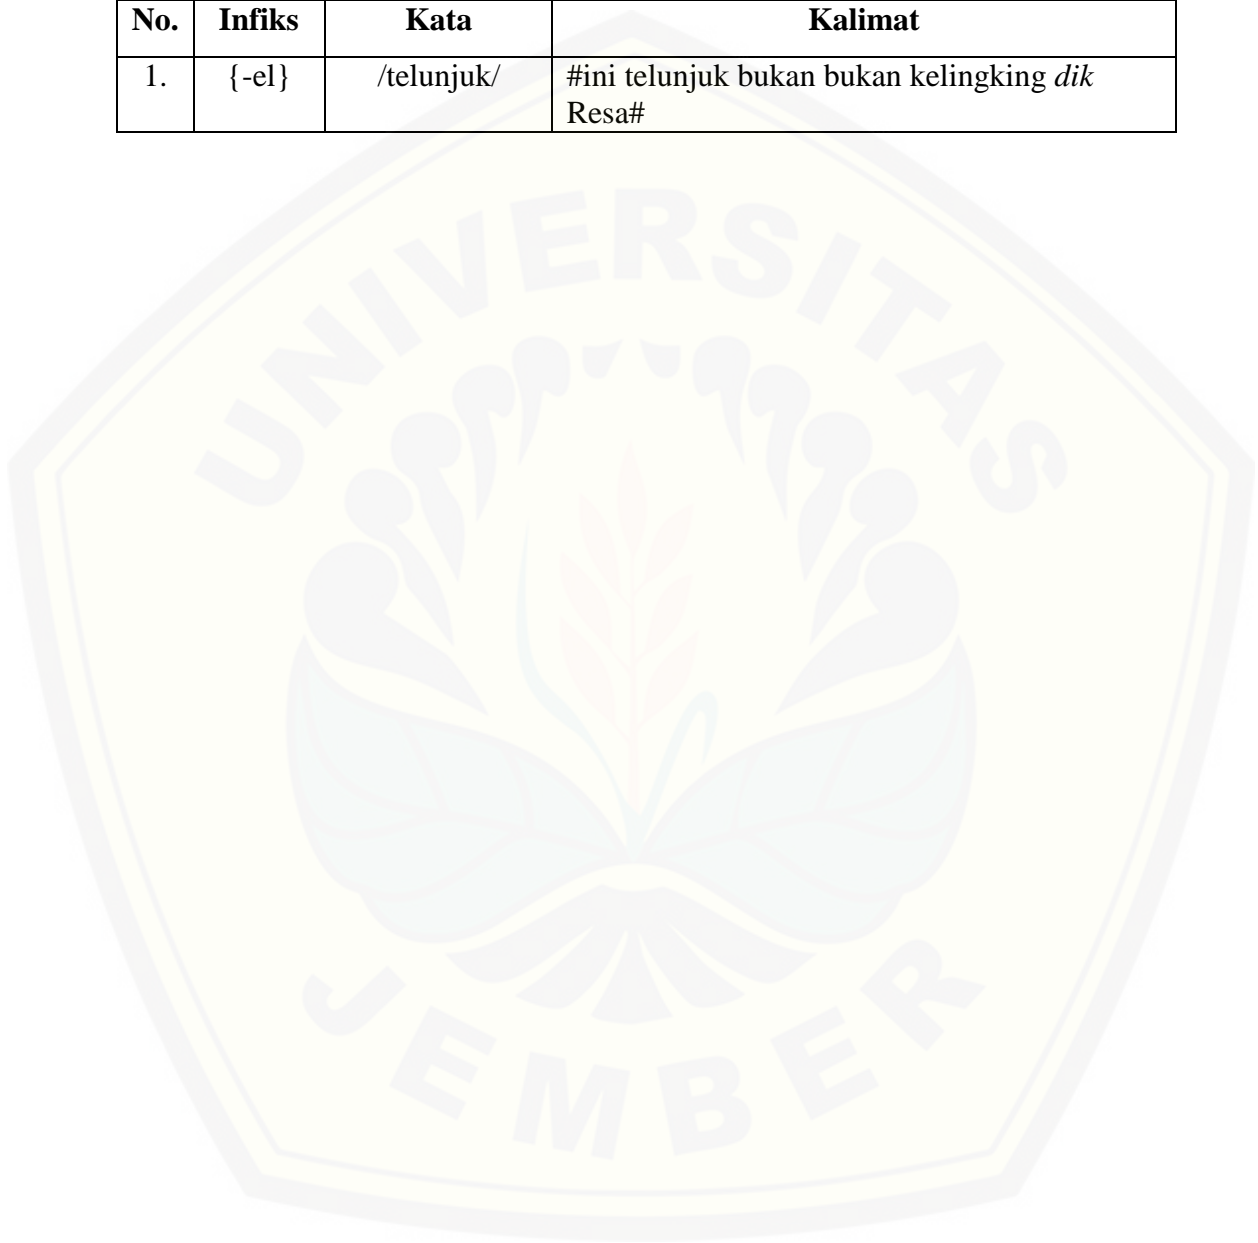 No. Infiks Kata Kalimat
1. {-el} /telunjuk/ #ini telunjuk bukan bukan kelingking dik
Resa#
UNIVERSITAS
JEMBER